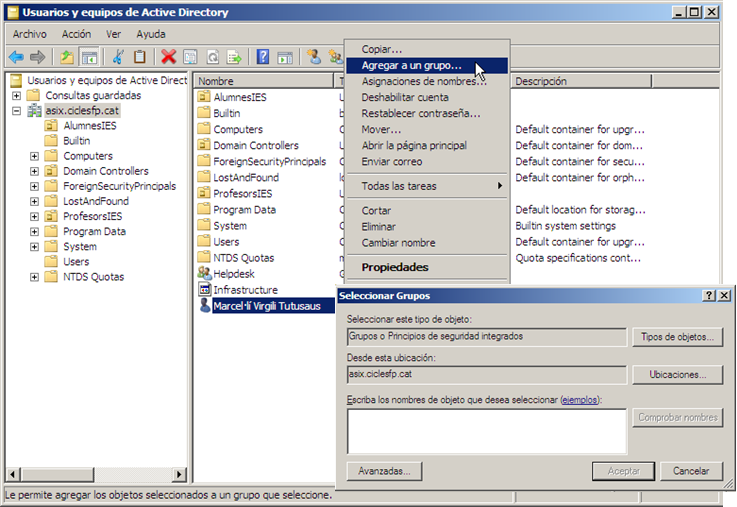 Usuarios y equipos de Active Directory
Archivo Acción Ver Ayuda
Usuarios y equipos de Active Direct
Consultas guardadas
asix.ciclesfp.cat
AlumnesIES
Builtin
Computers
Domain Controllers
ForeignSecurityPrincipals
LostAndFound
ProfesorsIES
Program Data
System
Users
NTDS Quotas
Nombre T Descripción
AlumnesIES U
Builtin b
Computers C Default container for upgr...
Domain Controllers U Default container for dom...
ForeignSecurityPrincipals C Default container for secu...
LostAndFound C Default container for orph...
ProfesorsIES U
Program Data C Default location for storag...
System C Builtin system settings
Users C Default container for upgr...
NTDS Quotas m Quota specifications cont...
Helpdesk
Infrastructure
Marcel·lí Virgili Tutusaus
Copiar...
Agregar a un grupo...
Asignaciones de nombres...
Deshabilitar cuenta
Restablecer contraseña...
Mover...
Abrir la página principal
Enviar correo
Todas las tareas
Cortar
Eliminar
Cambiar nombre
Propiedades
Seleccionar Grupos
Seleccionar este tipo de objeto:
Grupos o Principios de seguridad integrados
Tipos de objetos...
Desde esta ubicación:
asix.ciclesfp.cat
Ubicaciones...
Escriba los nombres de objeto que desea seleccionar (ejemplos):
Comprobar nombres
Avanzadas...
Aceptar
Cancelar
Le permite agregar los objetos seleccionados a un grupo que seleccione.